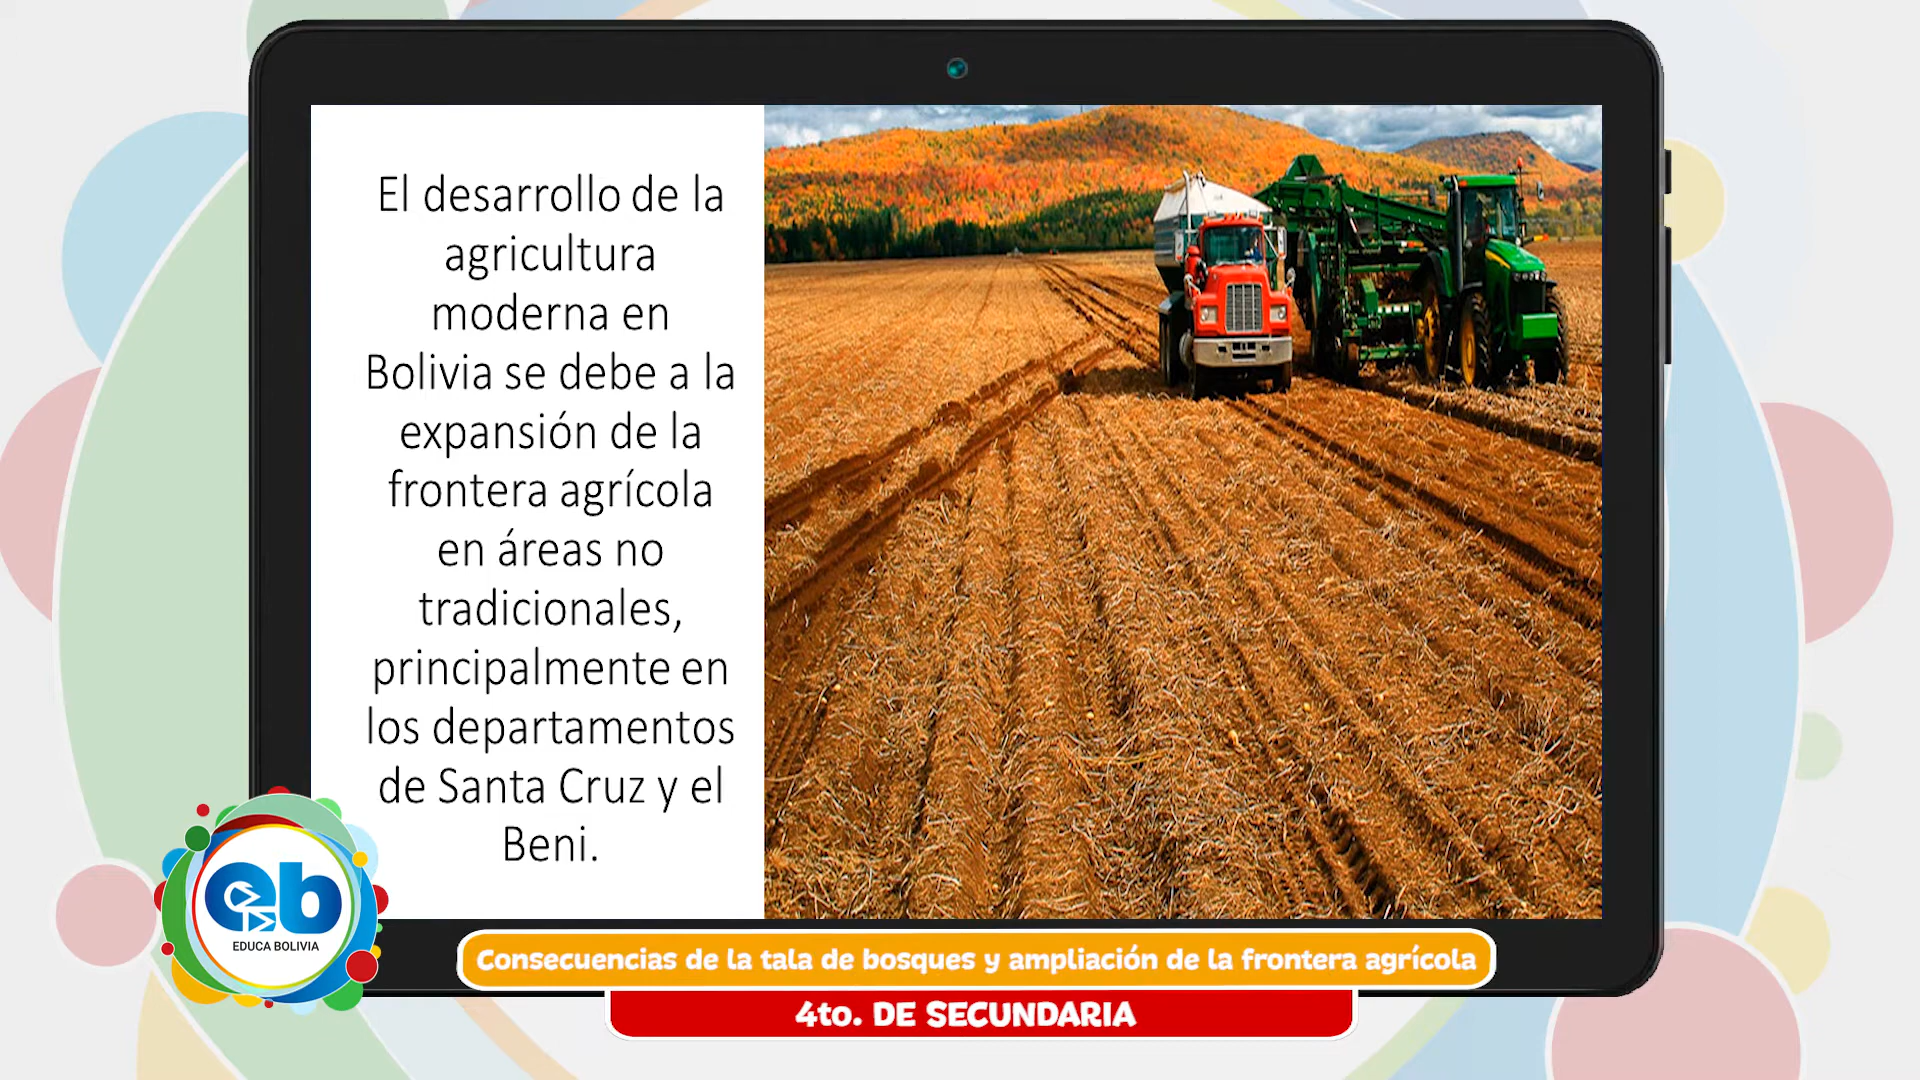 El desarrollo de la
agricultura
moderna en
Bolivia se debe a la
expansión de la
frontera agrícola
en áreas no
tradicionales,
principalmente en
los departamentos
de Santa Cruz y el
Beni.
eb
EDUCA BOLIVIA
Consecuencias de la tala de bosques y ampliación de la frontera agrícola
4to. DE SECUNDARIA